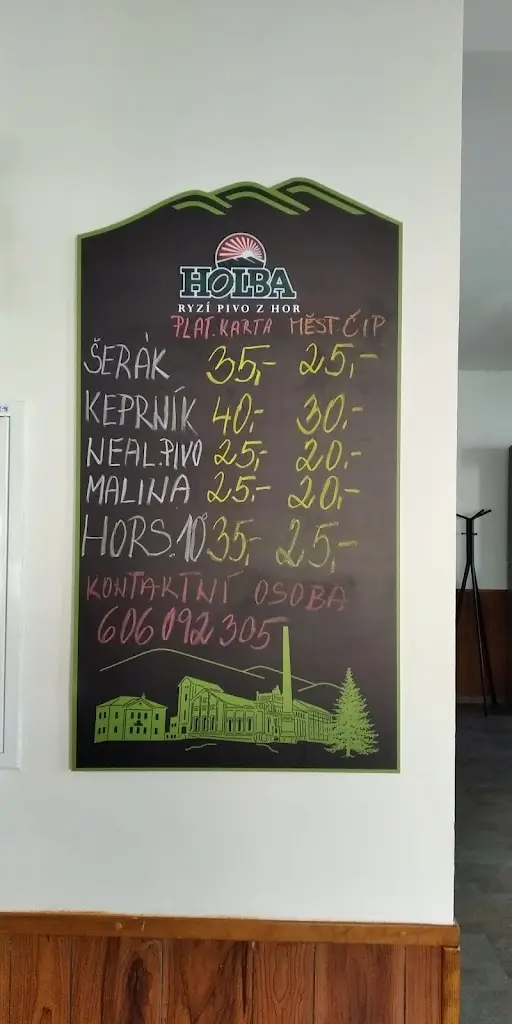 HOLBA
RYZÍ PIVO Z HOR
PLAT. KARTA MĚST. ČIP
ŠERÁK 35,- 25,-
KEPRNÍK 40,- 30,-
NEAL. PIVO 25,- 20,-
MALINA 25,- 20,-
HORS. 10° 35,- 25,-
KONTAKTNÍ OSOBA
606 092 305